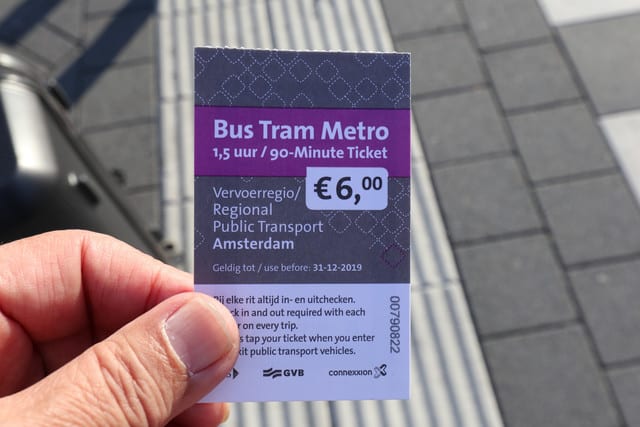 Bus Tram Metro
1,5 uur / 90-Minute Ticket
€6,00
Vervoerregio/
Regional
Public Transport
Amsterdam
Geldig tot / use before: 31-12-2019
Bij elke rit altijd in- en uitchecken.
ck in and out required with each
r on every trip.
s tap your ticket when you enter
xit public transport vehicles.
00790822
GVB
connexxion